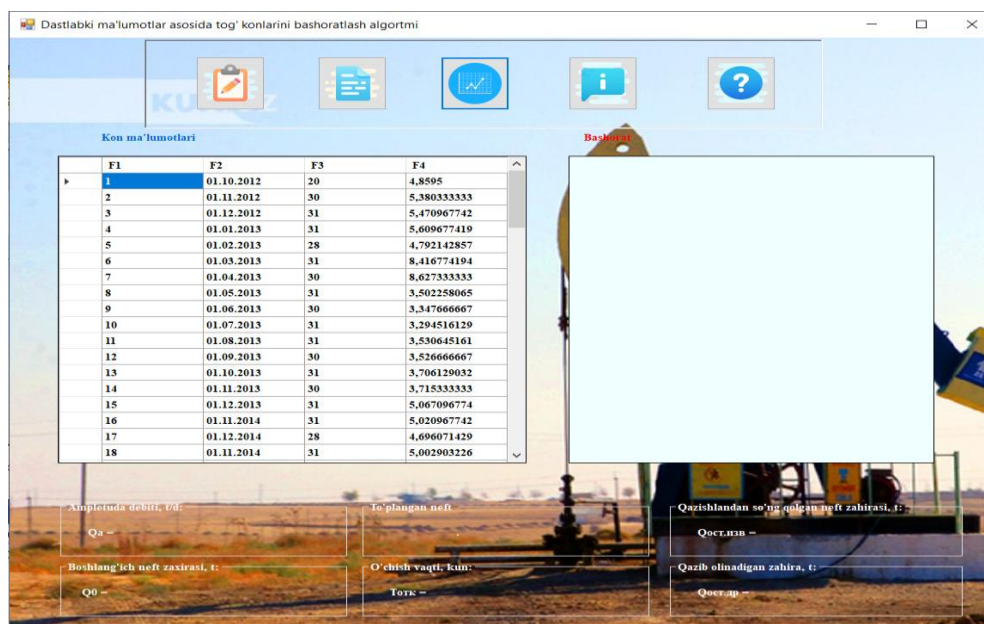 Dastlabki ma'lumotlar asosida tog' konlarini bashoratlash algortmi
Kon ma'lumotlari
Bashorat
F1 F2 F3 F4
1 01.10.2012 20 4,8595
2 01.11.2012 30 5,380333333
3 01.12.2012 31 5,470967742
4 01.01.2013 31 5,609677419
5 01.02.2013 28 4,792142857
6 01.03.2013 31 8,416774194
7 01.04.2013 30 8,627333333
8 01.05.2013 31 3,502258065
9 01.06.2013 30 3,347666667
10 01.07.2013 31 3,294516129
11 01.08.2013 31 3,530645161
12 01.09.2013 30 3,526666667
13 01.10.2013 31 3,706129032
14 01.11.2013 30 3,715333333
15 01.12.2013 31 5,067096774
16 01.11.2014 31 5,020967742
17 01.12.2014 28 4,696071429
18 01.11.2014 31 5,002903226
Ampletuda debiti, t/d:
Qa –
To'plangan neft
Qazishlandan so'ng qolgan neft zahirasi, t:
Qост.изв –
Boshlang'ich neft zaxirasi, t:
Q0 –
O'chish vaqti, kun:
Tотк –
Qazib olinadigan zahira, t:
Qост.др –